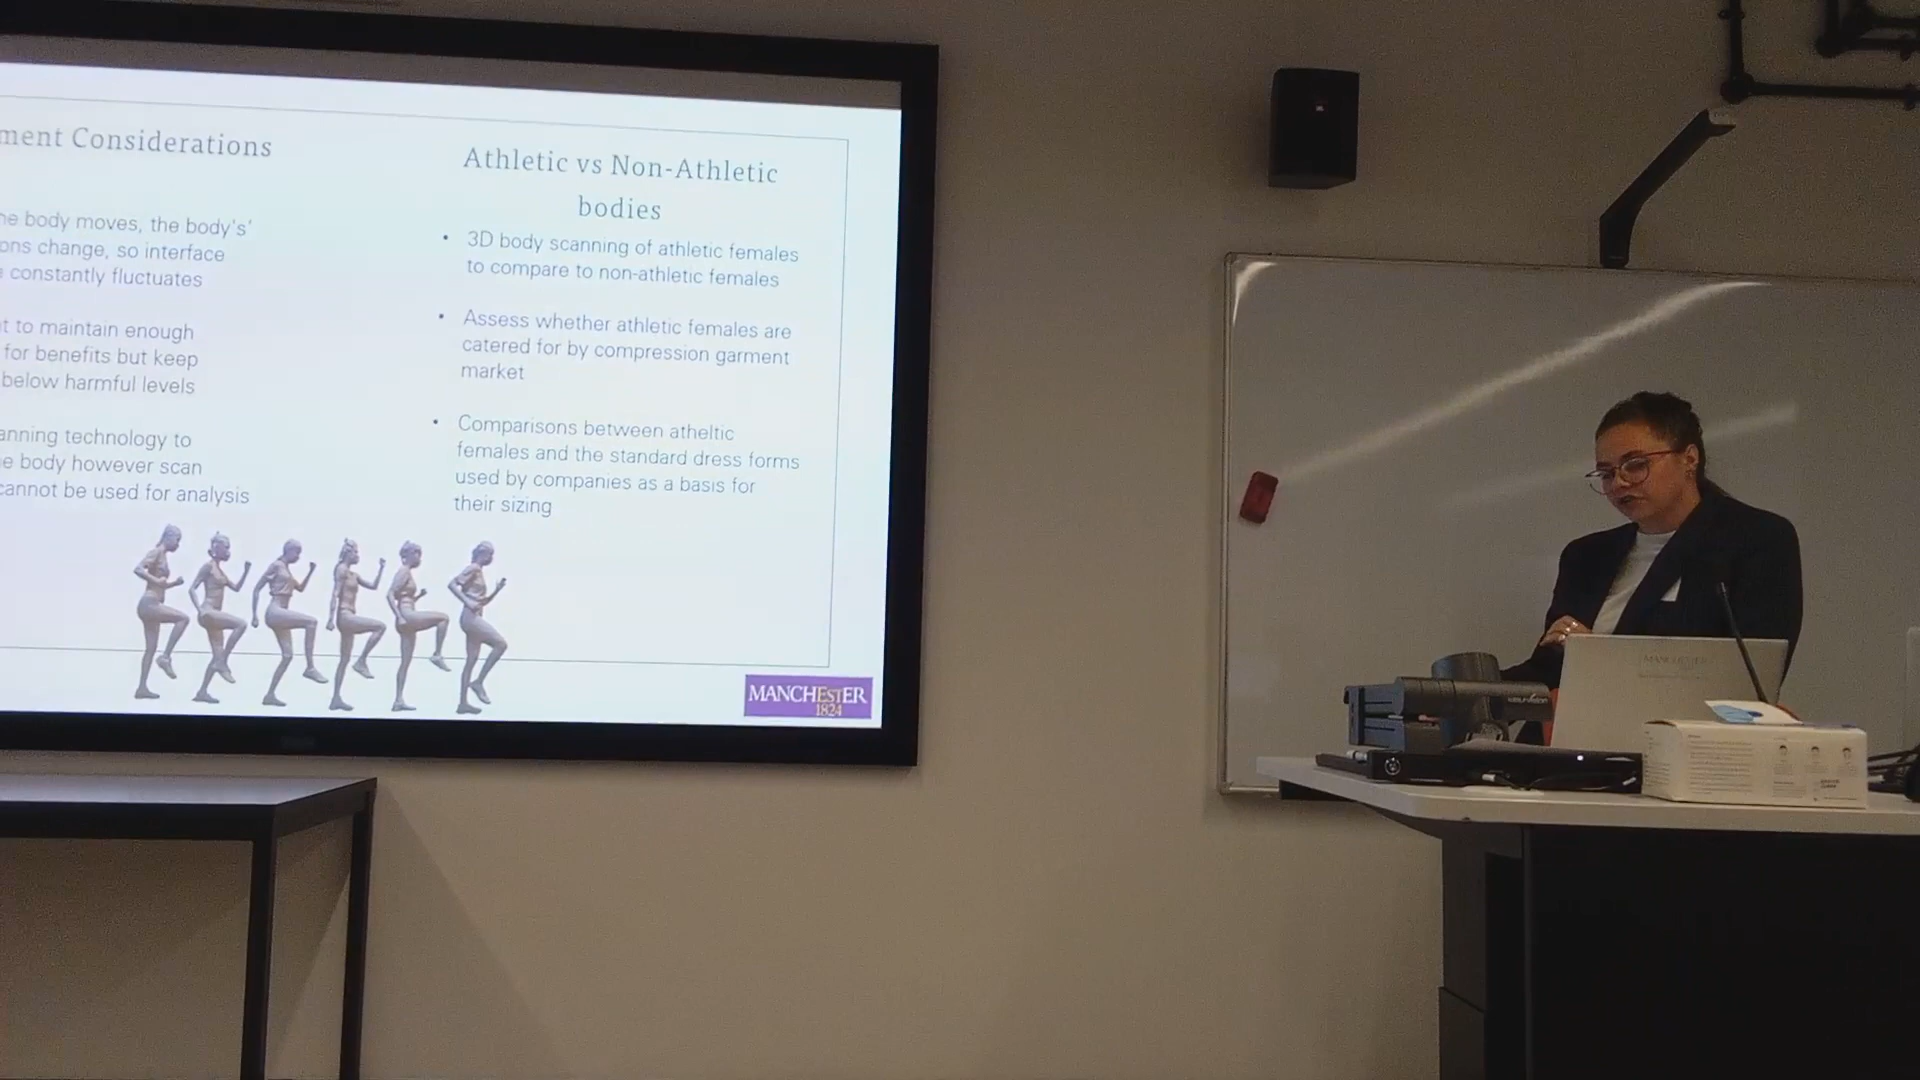 ment Considerations
he body moves, the body's'
ons change, so interface
constantly fluctuates
t to maintain enough
for benefits but keep
below harmful levels
anning technology to
e body however scan
cannot be used for analysis
Athletic vs Non-Athletic
bodies
• 3D body scanning of athletic females
to compare to non-athletic females
• Assess whether athletic females are
catered for by compression garment
market
• Comparisons between atheltic
females and the standard dress forms
used by companies as a basis for
their sizing
MANCHEstER
1824
MANCHESTER